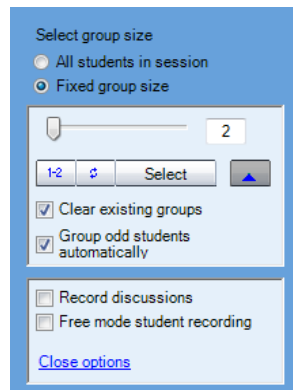 Select group size
All students in session
Fixed group size
2
1-2 Select
Clear existing groups
Group odd students
automatically
Record discussions
Free mode student recording
Close options